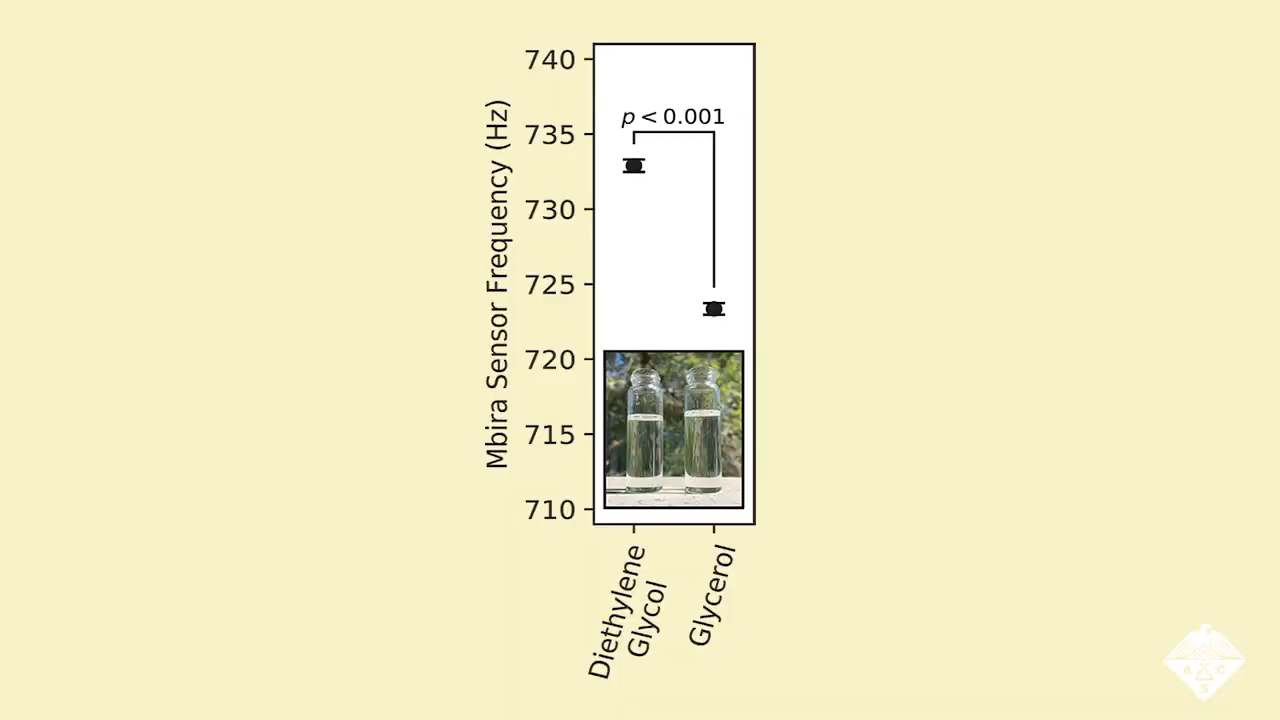 Mbira Sensor Frequency (Hz)
740
735
730
725
720
715
710
p < 0.001
Diethylene
Glycol
Glycerol
A C
S